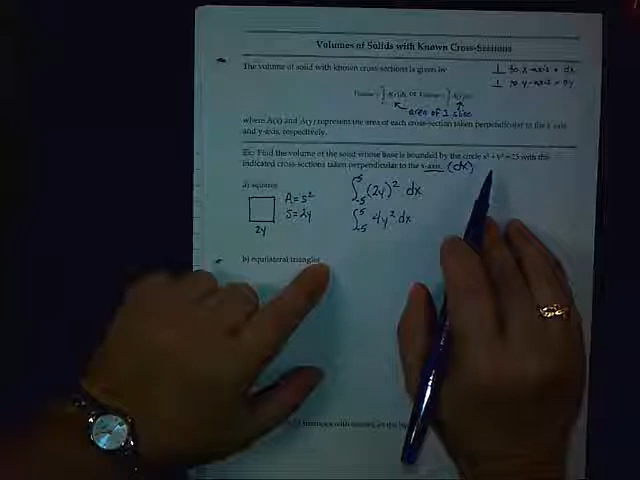 Volumes of Solids with Known Cross-Sections
The volume of solid with known cross-sections is given by
⊥ to x-axis → dx
⊥ to y-axis → dy
area of 1 slice
where A(x) and A(y) represent the area of each cross-section taken perpendicular to the x-axis
and y-axis, respectively.
Ex: Find the volume of the solid whose base is bounded by the circle x² + y² = 25 with the
indicated cross-sections taken perpendicular to the x-axis. (dx)
a) squares
A = s²
s = 2y
2y
∫₋₅⁵ (2y)² dx
∫₋₅⁵ 4y² dx
b) equilateral triangles